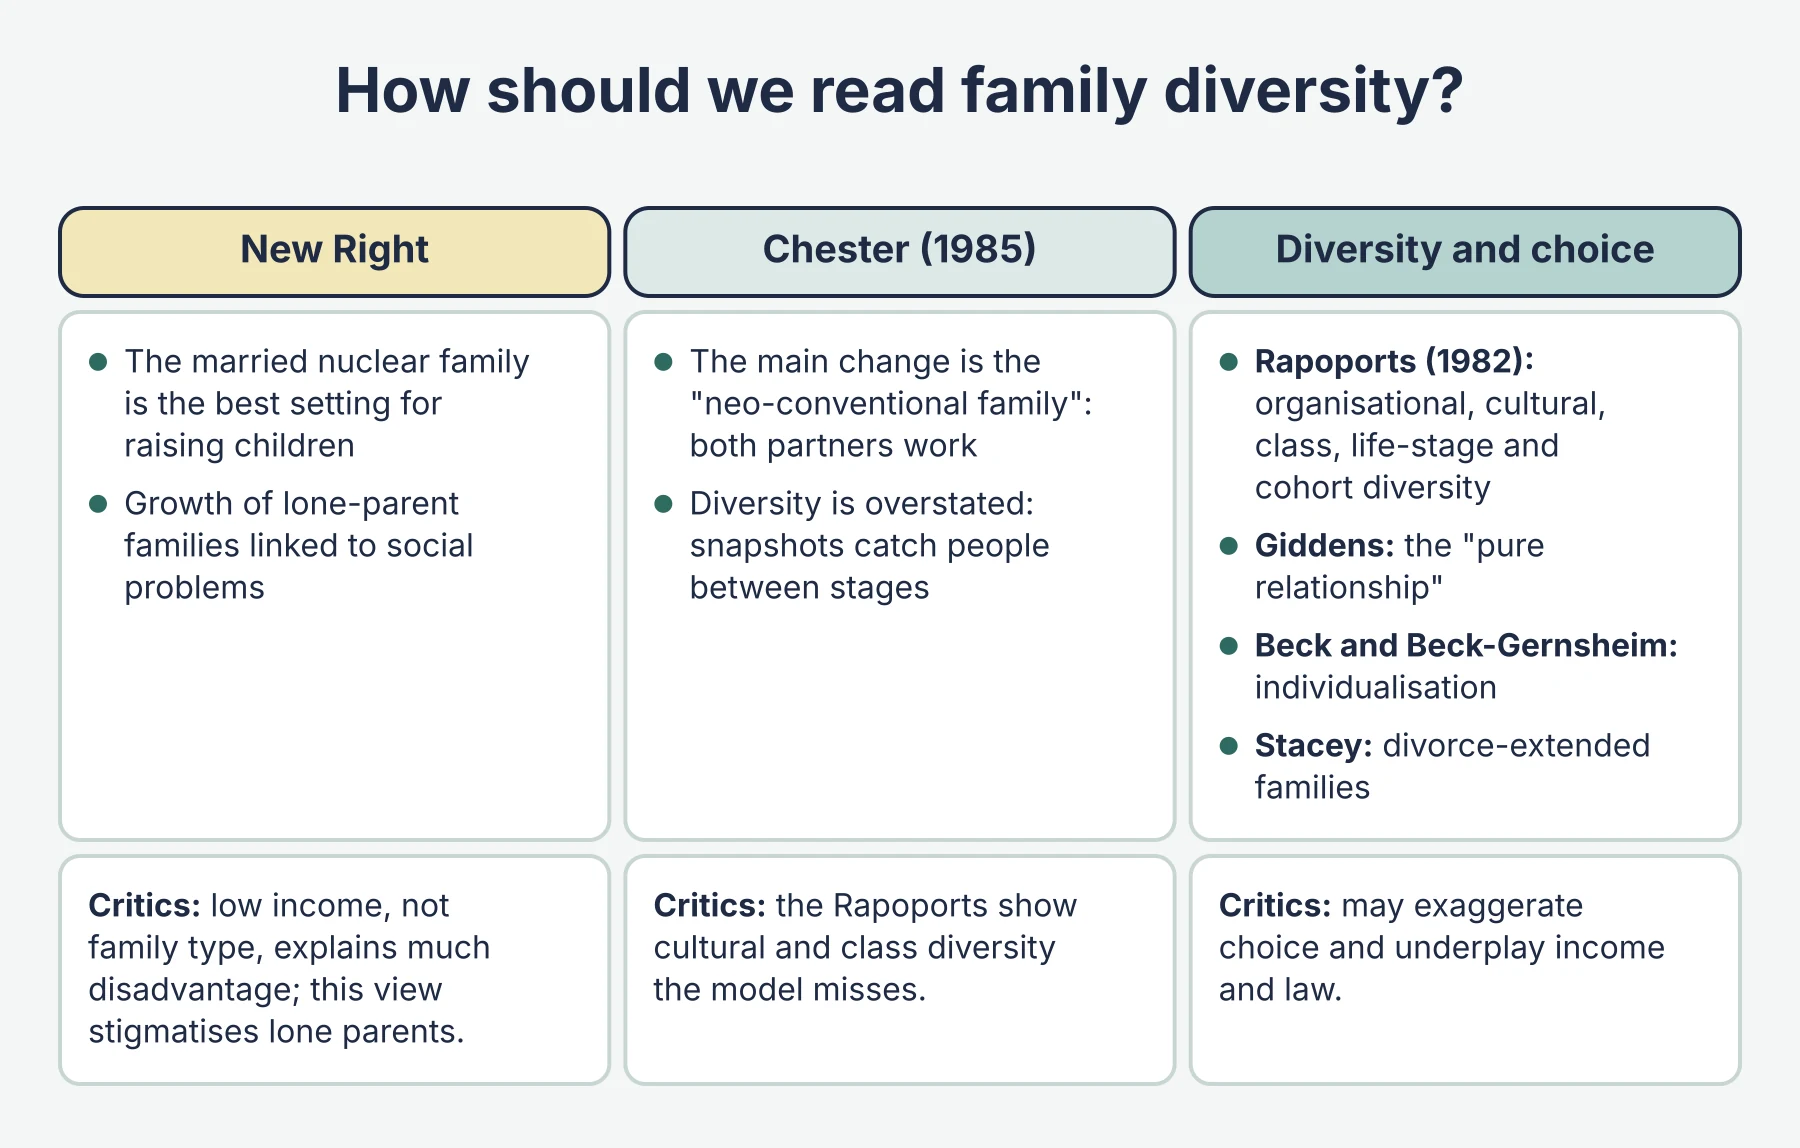 How should we read family diversity?
New Right
The married nuclear family
is the best setting for
raising children
Growth of lone-parent
families linked to social
problems
Critics: low income, not
family type, explains much
disadvantage; this view
stigmatises lone parents.
Chester (1985)
The main change is the
"neo-conventional family":
both partners work
Diversity is overstated:
snapshots catch people
between stages
Critics: the Rapoports show
cultural and class diversity
the model misses.
Diversity and choice
Rapoports (1982):
organisational, cultural,
class, life-stage and
cohort diversity
Giddens: the "pure
relationship"
Beck and Beck-Gernsheim:
individualisation
Stacey: divorce-extended
families
Critics: may exaggerate
choice and underplay income
and law.